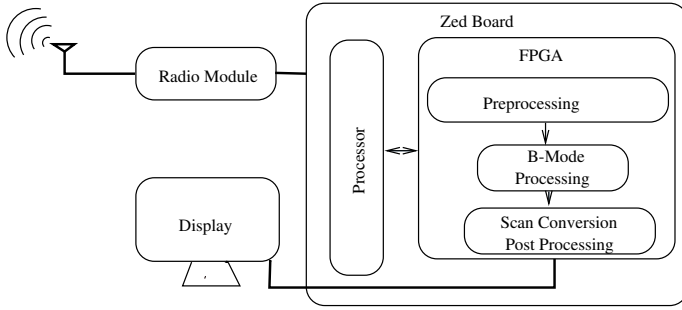 Zed Board
FPGA
Radio Module
Preprocessing
Processor
B-Mode
Processing
Display
Scan Conversion
Post Processing